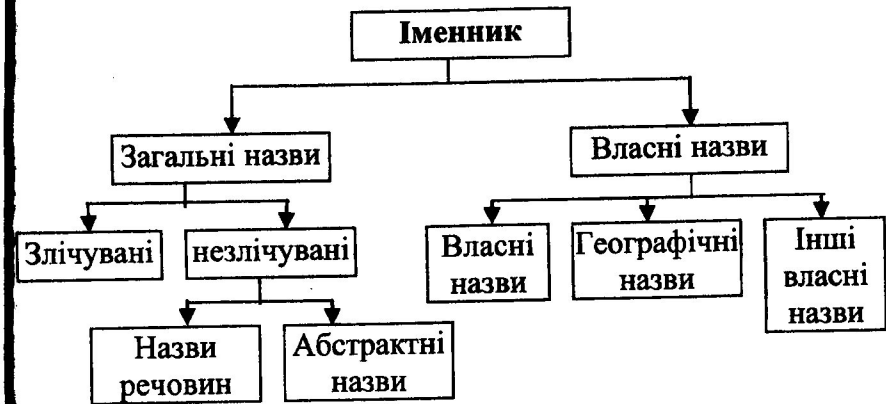 Іменник
Загальні назви
Власні назви
Злічувані
незлічувані
Власні
назви
Географічні
назви
Інші
власні
назви
Назви
речовин
Абстрактні
назви